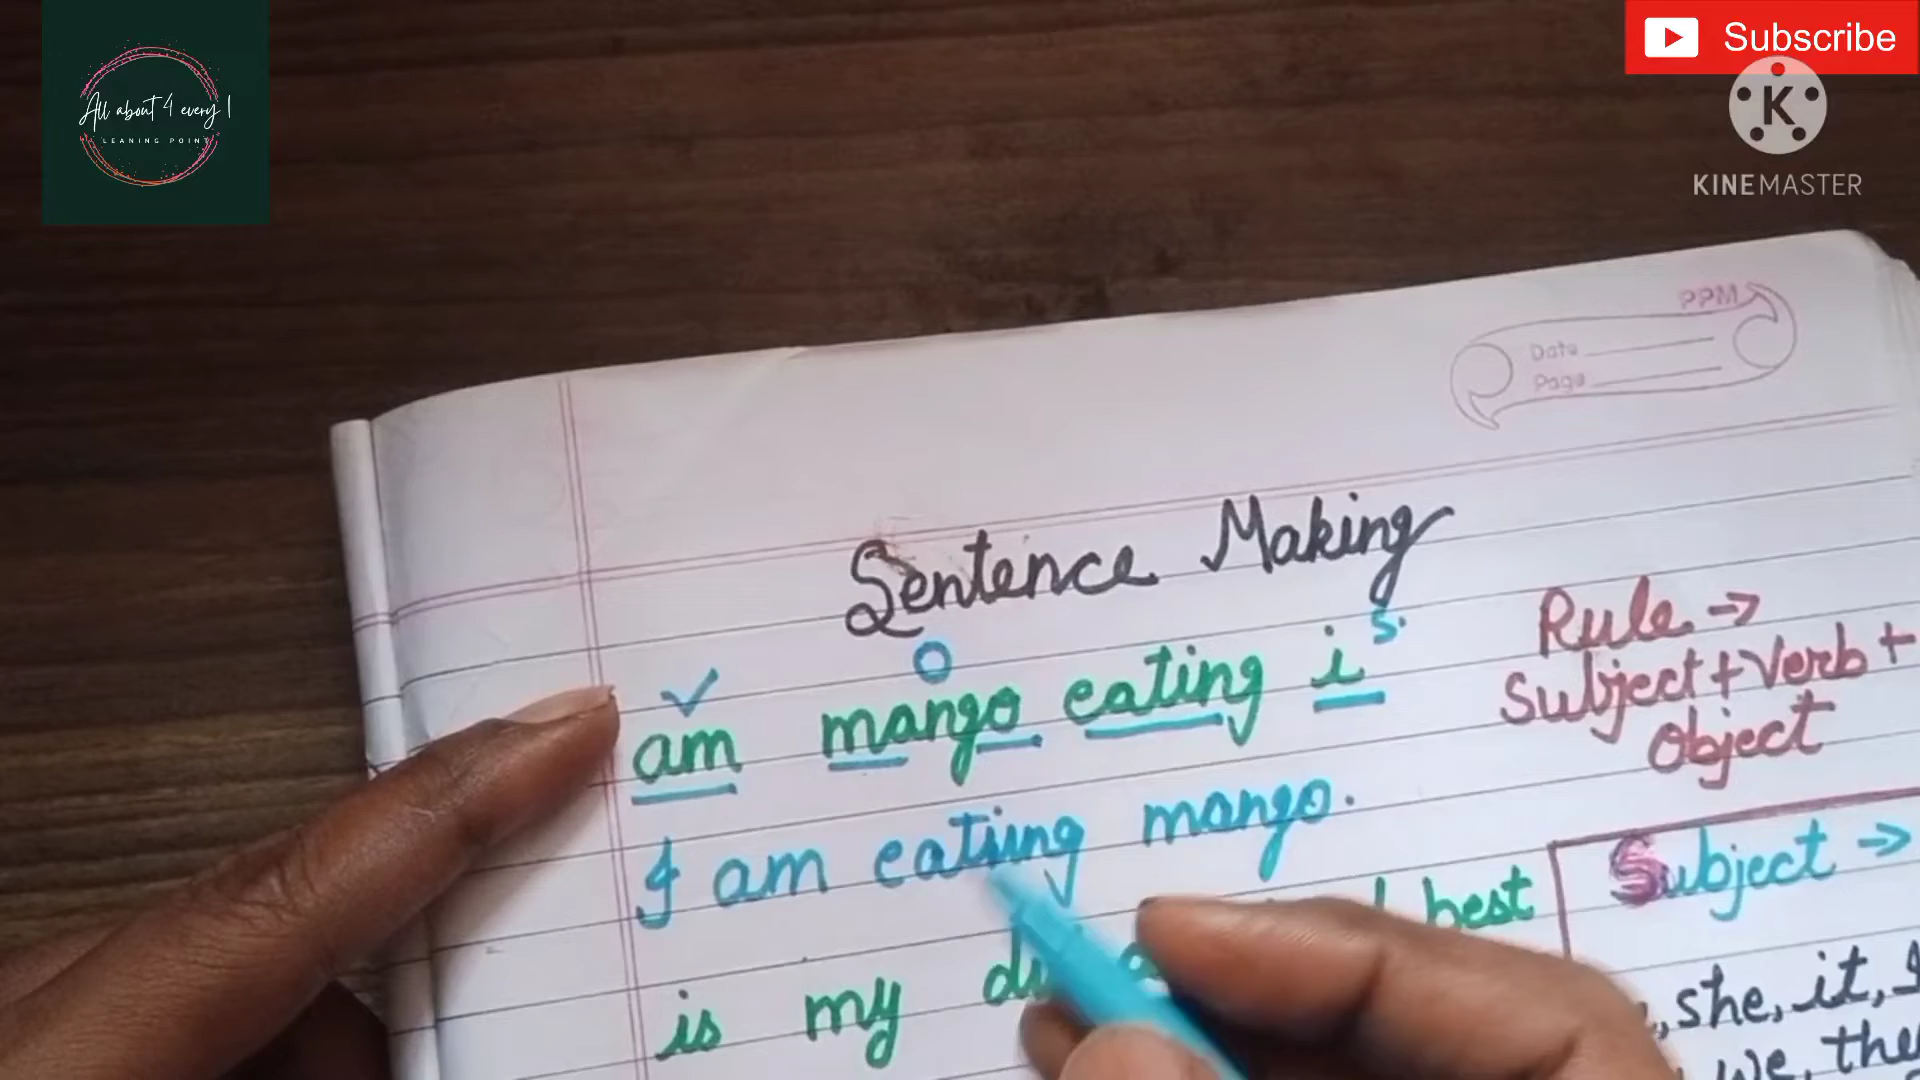 All about 4 every 1
LEANING POINT
Subscribe
K
KINEMASTER
PPM
Date
Page
Sentence Making
✓ O S.
am mango eating i
I am eating mango.
best
is my
Rule →
Subject + Verb +
Object
Subject →
, she, it, I
we, the